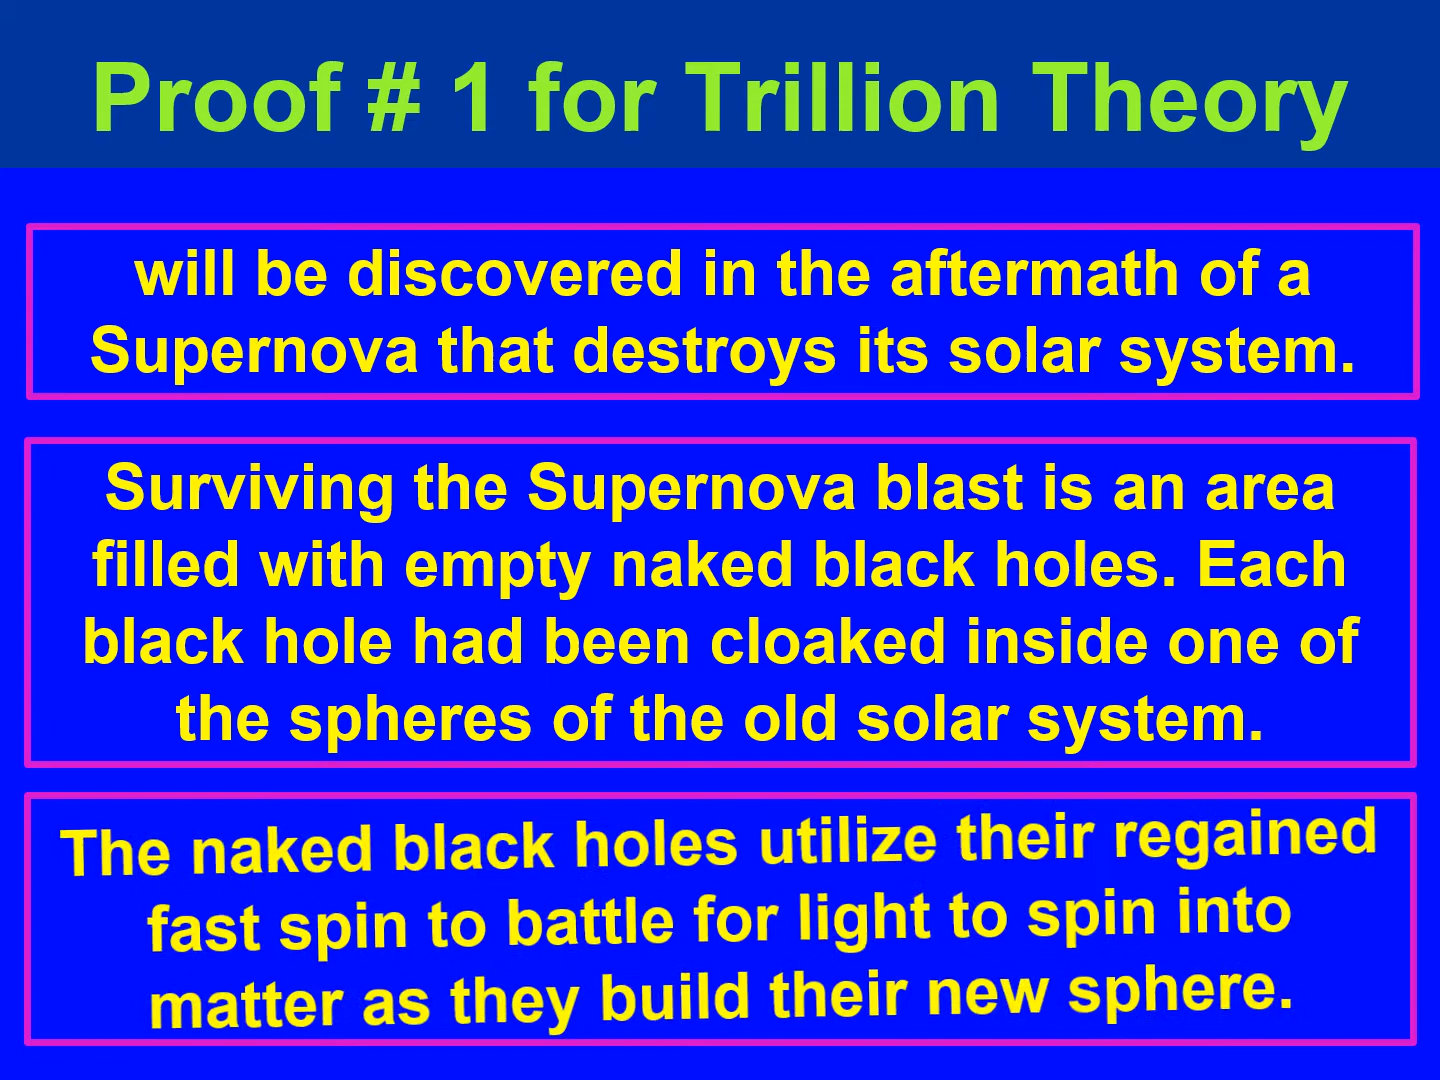 Proof # 1 for Trillion Theory
will be discovered in the aftermath of a
Supernova that destroys its solar system.
Surviving the Supernova blast is an area
filled with empty naked black holes. Each
black hole had been cloaked inside one of
the spheres of the old solar system.
The naked black holes utilize their regained
fast spin to battle for light to spin into
matter as they build their new sphere.